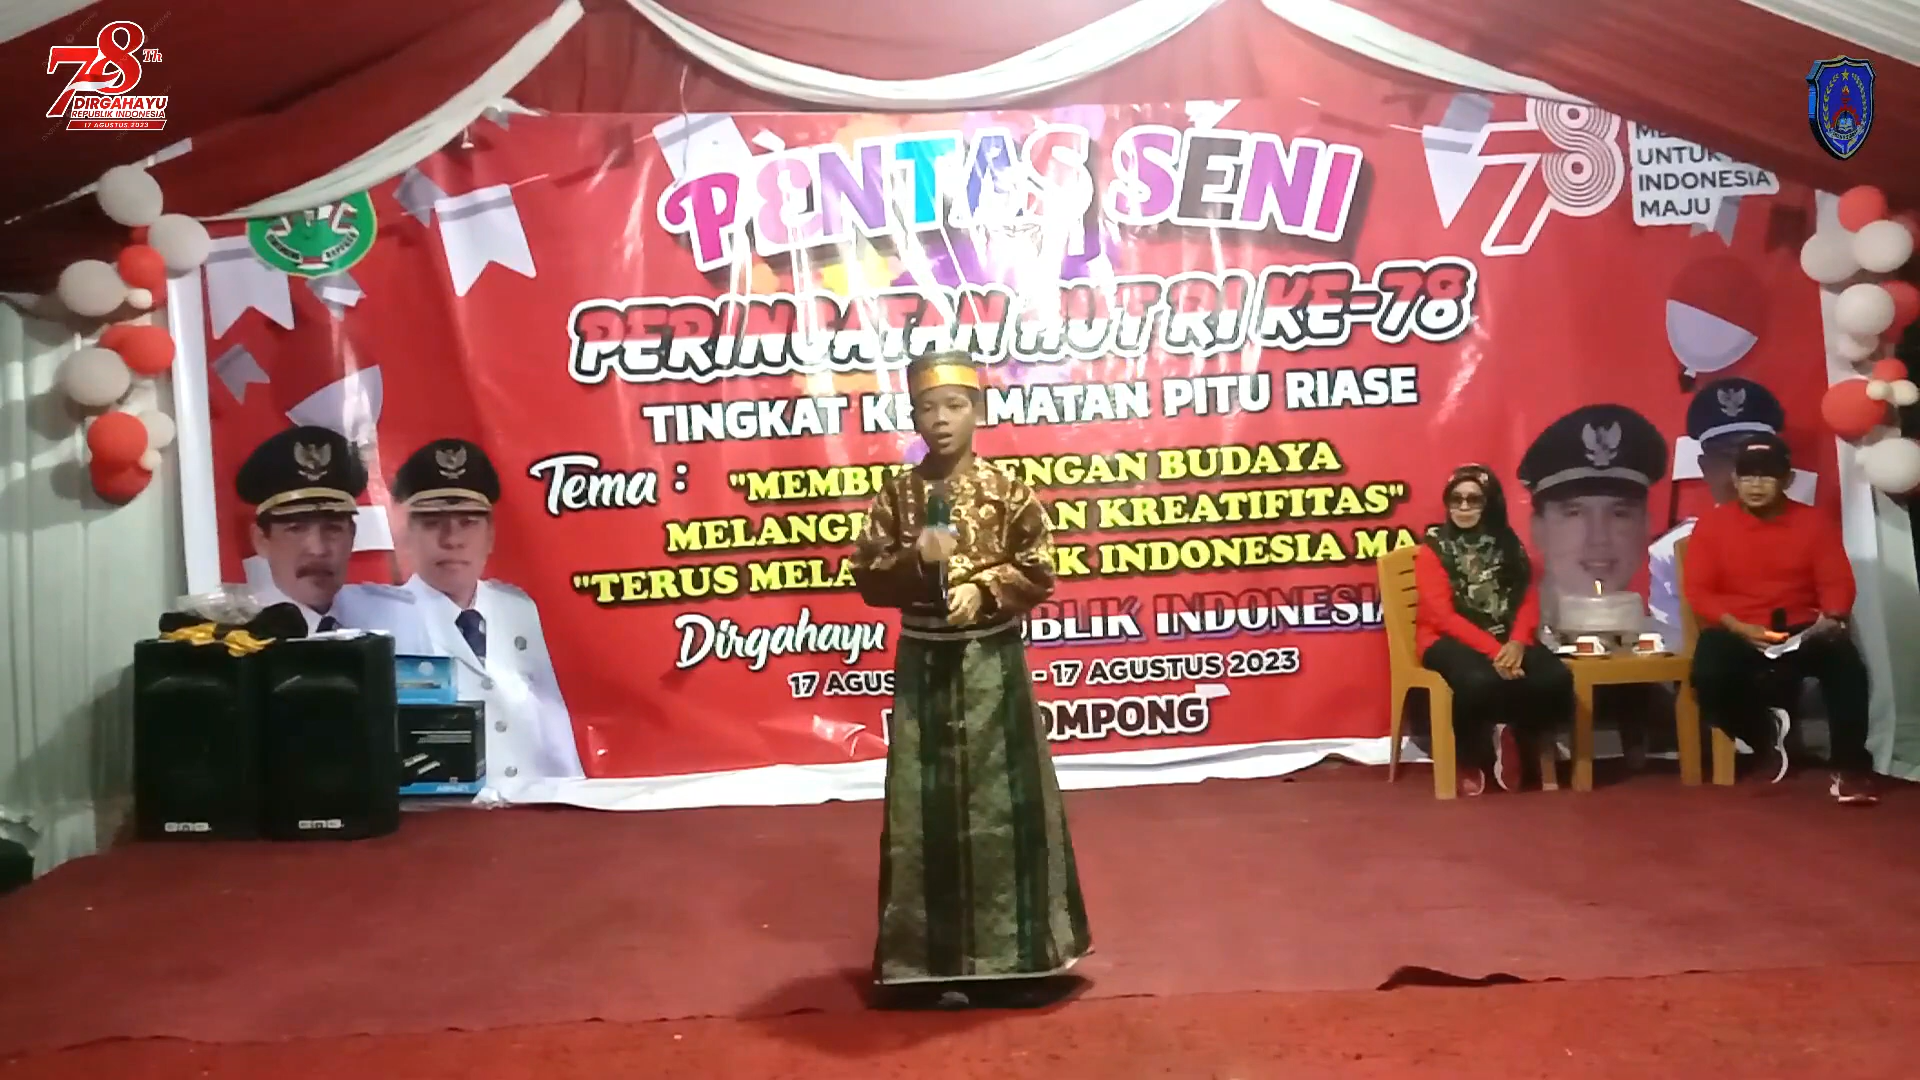 78Th
DIRGAHAYU
REPUBLIK INDONESIA
17 AGUSTUS 2023
PENTAS SENI
PERINGATAN HUT RI KE-78
TINGKAT MATAN PITU RIASE
Tema :
"MEMBU ENGAN BUDAYA
MELANG AN KREATIFITAS"
"TERUS MELA K INDONESIA MA
Dirgahayu BLIK INDONESIA
17 AGUS - 17 AGUSTUS 2023
OMPONG
78
UNTUK
INDONESIA
MAJU